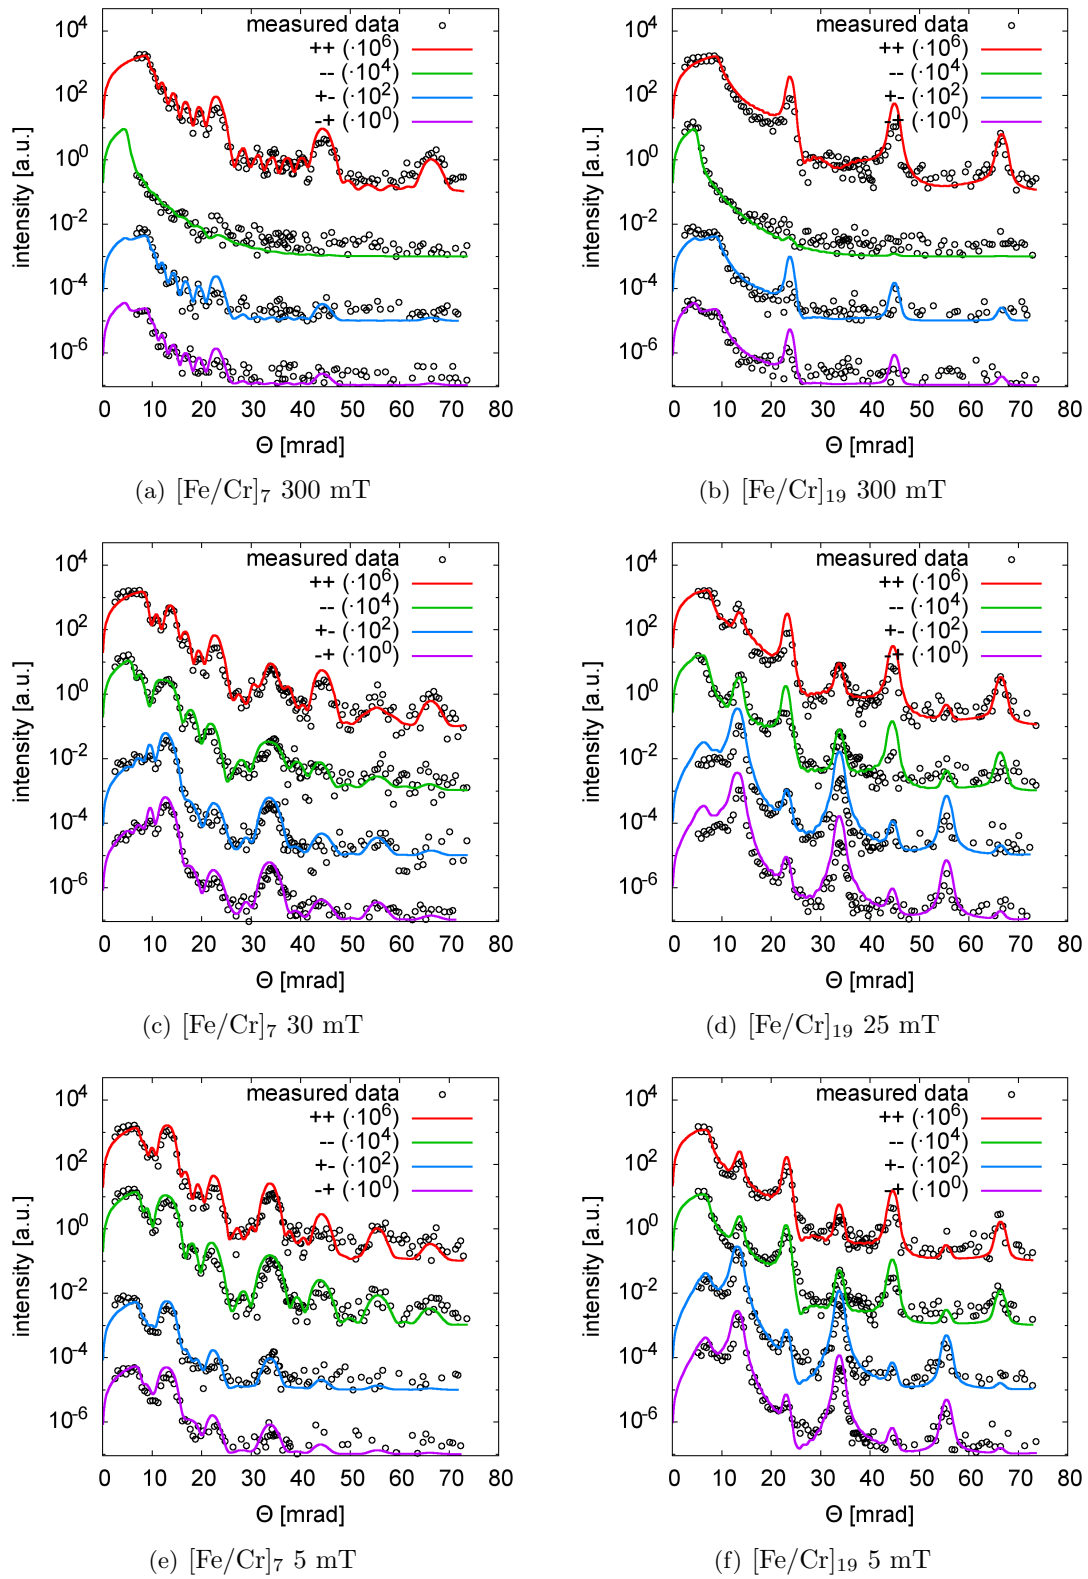 measured data
++ (·10⁶)
-- (·10⁴)
+- (·10²)
-+ (·10⁰)
10⁴
10²
10⁰
10⁻²
10⁻⁴
10⁻⁶
intensity [a.u.]
0 10 20 30 40 50 60 70 80
Θ [mrad]
(a) [Fe/Cr]₇ 300 mT
measured data
++ (·10⁶)
-- (·10⁴)
+- (·10²)
-+ (·10⁰)
10⁴
10²
10⁰
10⁻²
10⁻⁴
10⁻⁶
intensity [a.u.]
0 10 20 30 40 50 60 70 80
Θ [mrad]
(b) [Fe/Cr]₁₉ 300 mT
measured data
++ (·10⁶)
-- (·10⁴)
+- (·10²)
-+ (·10⁰)
10⁴
10²
10⁰
10⁻²
10⁻⁴
10⁻⁶
intensity [a.u.]
0 10 20 30 40 50 60 70 80
Θ [mrad]
(c) [Fe/Cr]₇ 30 mT
measured data
++ (·10⁶)
-- (·10⁴)
+- (·10²)
-+ (·10⁰)
10⁴
10²
10⁰
10⁻²
10⁻⁴
10⁻⁶
intensity [a.u.]
0 10 20 30 40 50 60 70 80
Θ [mrad]
(d) [Fe/Cr]₁₉ 25 mT
measured data
++ (·10⁶)
-- (·10⁴)
+- (·10²)
-+ (·10⁰)
10⁴
10²
10⁰
10⁻²
10⁻⁴
10⁻⁶
intensity [a.u.]
0 10 20 30 40 50 60 70 80
Θ [mrad]
(e) [Fe/Cr]₇ 5 mT
measured data
++ (·10⁶)
-- (·10⁴)
+- (·10²)
-+ (·10⁰)
10⁴
10²
10⁰
10⁻²
10⁻⁴
10⁻⁶
intensity [a.u.]
0 10 20 30 40 50 60 70 80
Θ [mrad]
(f) [Fe/Cr]₁₉ 5 mT